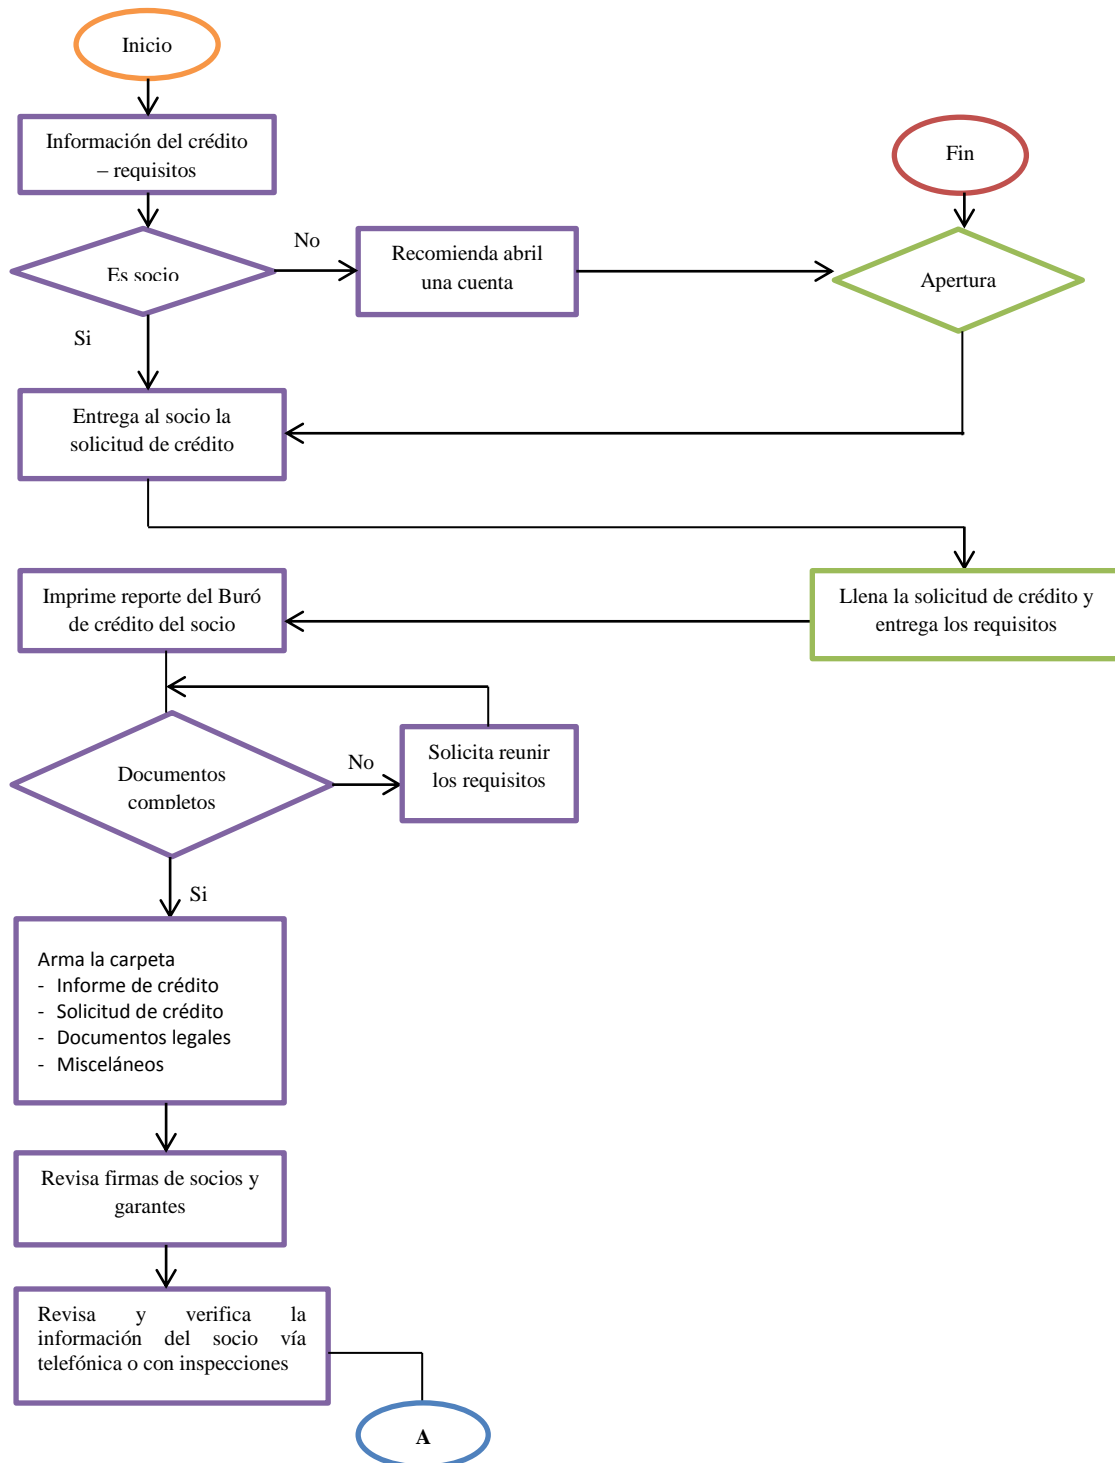 Inicio
Información del crédito
– requisitos
Fin
No
Recomienda abril
una cuenta
Es socio
Apertura
Si
Entrega al socio la
solicitud de crédito
Imprime reporte del Buró
de crédito del socio
Llena la solicitud de crédito y
entrega los requisitos
Documentos
completos
No
Solicita reunir
los requisitos
Si
Arma la carpeta
- Informe de crédito
- Solicitud de crédito
- Documentos legales
- Misceláneos
Revisa firmas de socios y
garantes
Revisa y verifica la
información del socio vía
telefónica o con inspecciones
A